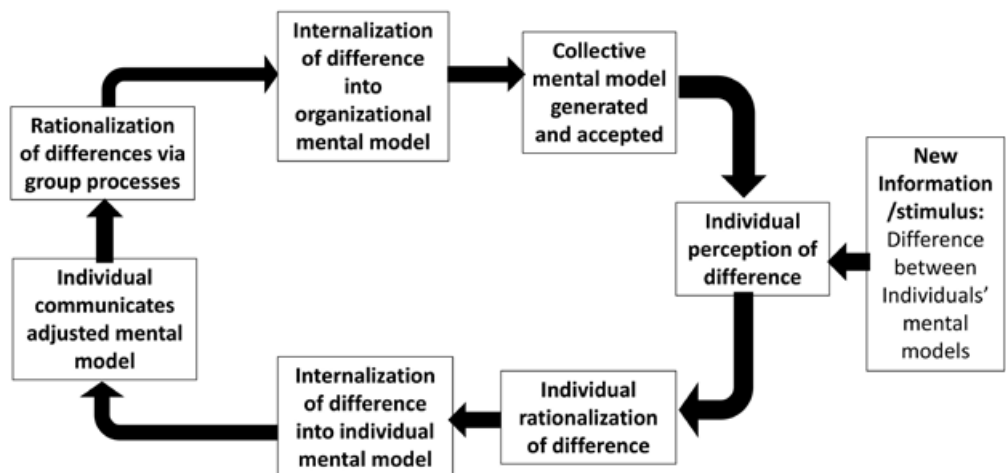 Internalization
of difference
into
organizational
mental model
Collective
mental model
generated
and accepted
Rationalization
of differences via
group processes
New
Information
/stimulus:
Difference
between
Individuals’
mental
models
Individual
perception of
difference
Individual
communicates
adjusted mental
model
Internalization
of difference
into individual
mental model
Individual
rationalization
of difference